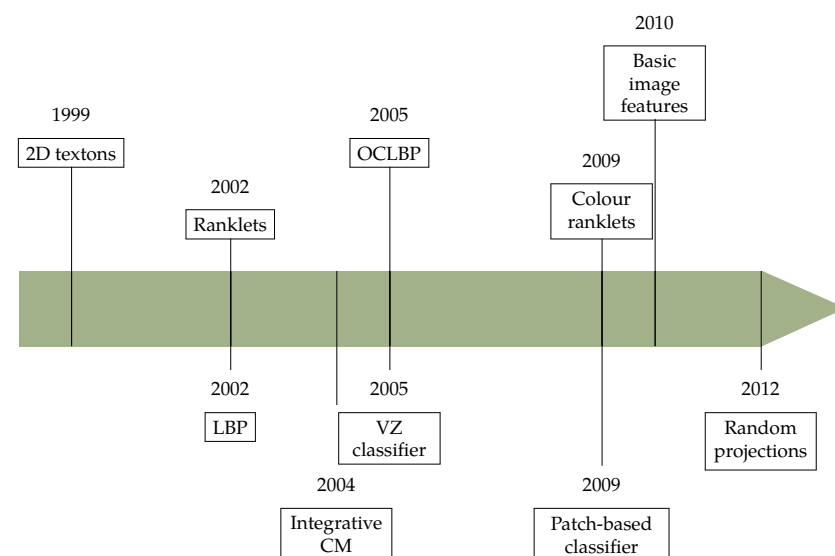 2010
Basic
image
features
1999
2D textons
2005
OCLBP
2009
Colour
ranklets
2002
Ranklets
2002
LBP
2005
VZ
classifier
2012
Random
projections
2004
Integrative
CM
2009
Patch-based
classifier